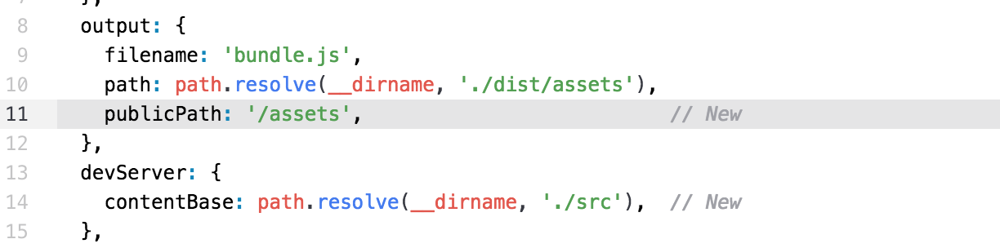 7 },
8 output: {
9 filename: 'bundle.js',
10 path: path.resolve(__dirname, './dist/assets'),
11 publicPath: '/assets', // New
12 },
13 devServer: {
14 contentBase: path.resolve(__dirname, './src'), // New
15 },